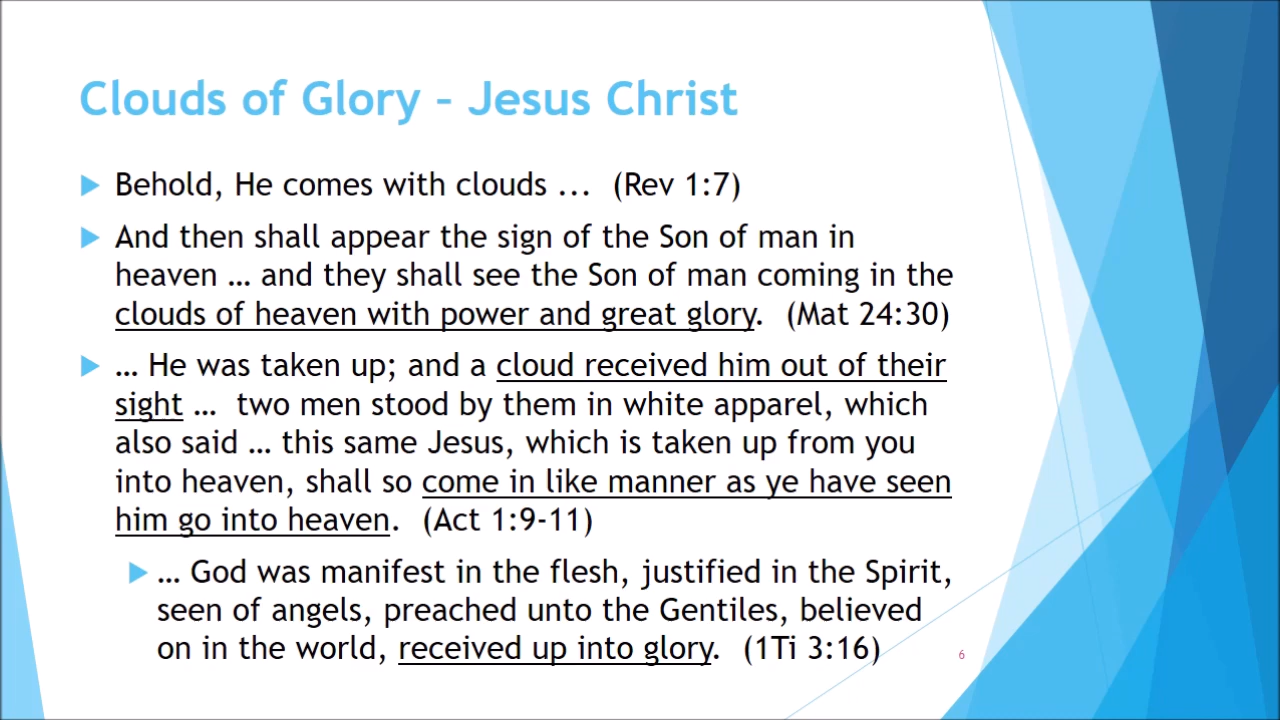 Clouds of Glory – Jesus Christ
Behold, He comes with clouds ... (Rev 1:7)
And then shall appear the sign of the Son of man in
heaven … and they shall see the Son of man coming in the
clouds of heaven with power and great glory. (Mat 24:30)
… He was taken up; and a cloud received him out of their
sight … two men stood by them in white apparel, which
also said … this same Jesus, which is taken up from you
into heaven, shall so come in like manner as ye have seen
him go into heaven. (Act 1:9-11)
… God was manifest in the flesh, justified in the Spirit,
seen of angels, preached unto the Gentiles, believed
on in the world, received up into glory. (1Ti 3:16)
6